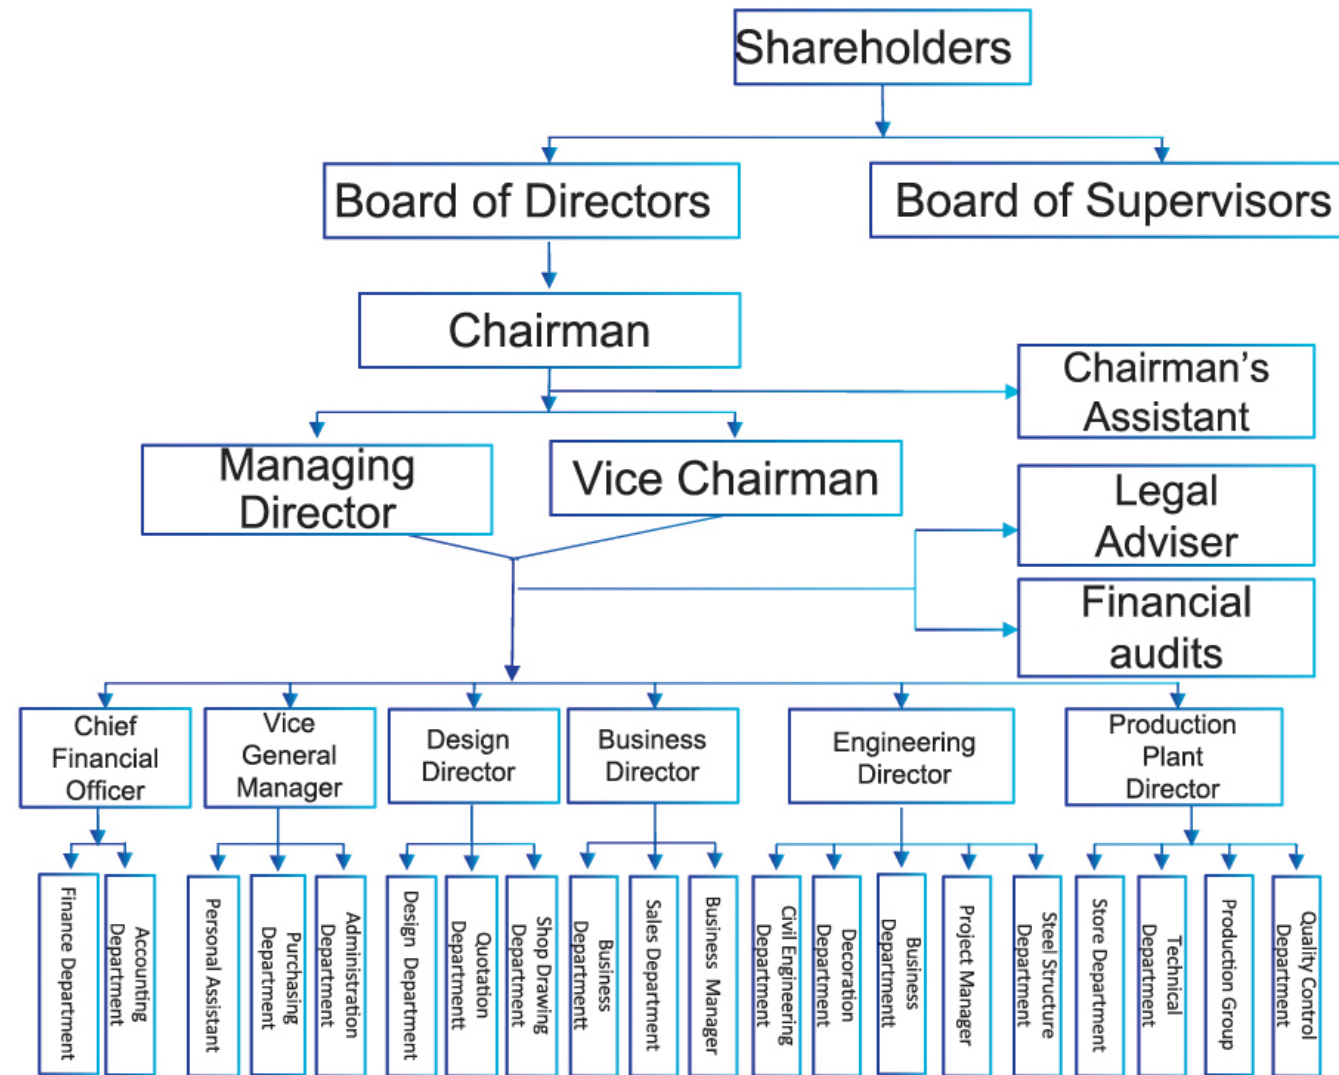 Shareholders
Board of Directors
Board of Supervisors
Chairman
Chairman’s
Assistant
Managing
Director
Vice Chairman
Legal
Adviser
Financial
audits
Chief
Financial
Officer
Vice
General
Manager
Design
Director
Business
Director
Engineering
Director
Production
Plant
Director
Finance Department
Accounting
Department
Personal Assistant
Purchasing
Department
Administration
Department
Design Department
Quotation
Departmentt
Shop Drawing
Department
Business
Departmentt
Sales Department
Business Manager
Civil Engineering
Department
Decoration
Department
Business
Departmentt
Project Manager
Steel Structure
Department
Store Department
Technical
Department
Production Group
Quality Control
Department